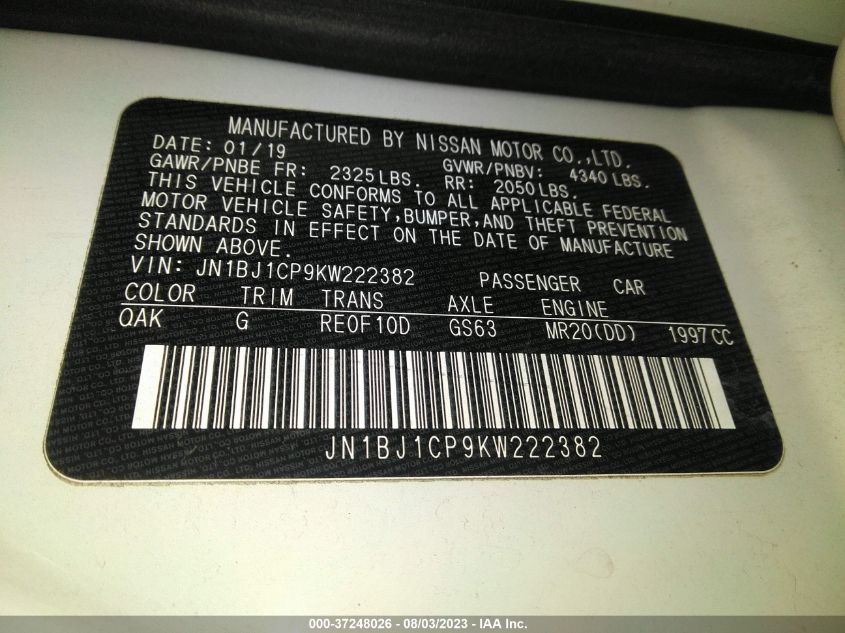 MANUFACTURED BY NISSAN MOTOR CO.,LTD.
DATE: 01/19 GVWR/PNBV: 4340 LBS.
GAWR/PNBE FR: 2325 LBS. RR: 2050 LBS.
THIS VEHICLE CONFORMS TO ALL APPLICABLE FEDERAL
MOTOR VEHICLE SAFETY,BUMPER,AND THEFT PREVENTION
STANDARDS IN EFFECT ON THE DATE OF MANUFACTURE
SHOWN ABOVE.
VIN: JN1BJ1CP9KW222382 PASSENGER CAR
COLOR TRIM TRANS AXLE ENGINE
QAK G RE0F10D GS63 MR20(DD) 1997CC
JN1BJ1CP9KW222382
000-37248026 - 08/03/2023 - IAA Inc.